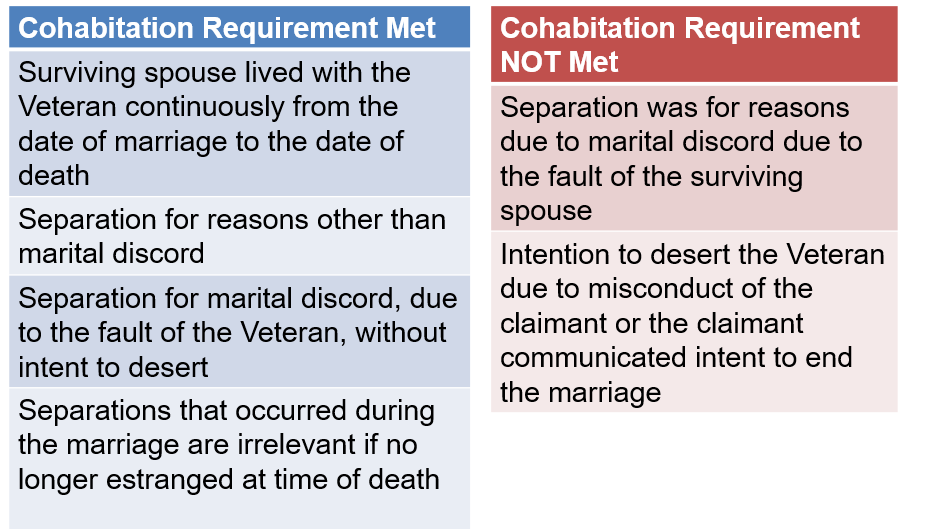 Cohabitation Requirement Met
Surviving spouse lived with the
Veteran continuously from the
date of marriage to the date of
death
Separation for reasons other than
marital discord
Separation for marital discord, due
to the fault of the Veteran, without
intent to desert
Separations that occurred during
the marriage are irrelevant if no
longer estranged at time of death
Cohabitation Requirement
NOT Met
Separation was for reasons
due to marital discord due to
the fault of the surviving
spouse
Intention to desert the Veteran
due to misconduct of the
claimant or the claimant
communicated intent to end
the marriage